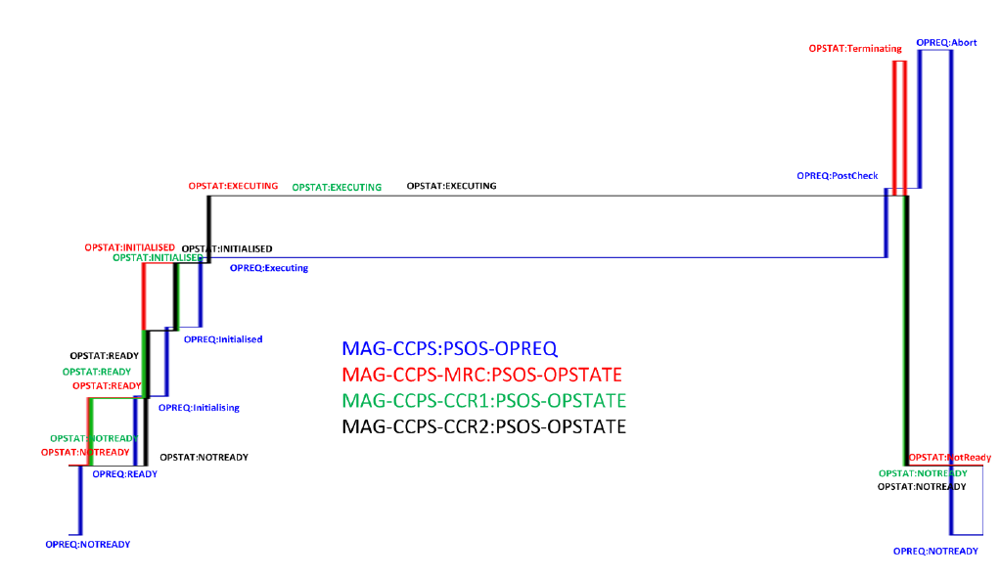 OPREQ:Abort
OPSTAT:Terminating
OPREQ:PostCheck
OPSTAT:EXECUTING
OPSTAT:EXECUTING
OPSTAT:EXECUTING
OPSTAT:INITIALISED
OPSTAT:INITIALISED
OPSTAT:INITIALISED
OPREQ:Executing
OPREQ:Initialised
OPSTAT:READY
OPSTAT:READY
OPSTAT:READY
OPREQ:Initialising
MAG-CCPS:PSOS-OPREQ
MAG-CCPS-MRC:PSOS-OPSTATE
MAG-CCPS-CCR1:PSOS-OPSTATE
MAG-CCPS-CCR2:PSOS-OPSTATE
OPSTAT:NOTREADY
OPSTAT:NOTREADY
OPSTAT:NOTREADY
OPREQ:READY
OPREQ:NOTREADY
OPSTAT:NotReady
OPSTAT:NOTREADY
OPSTAT:NOTREADY
OPREQ:NOTREADY